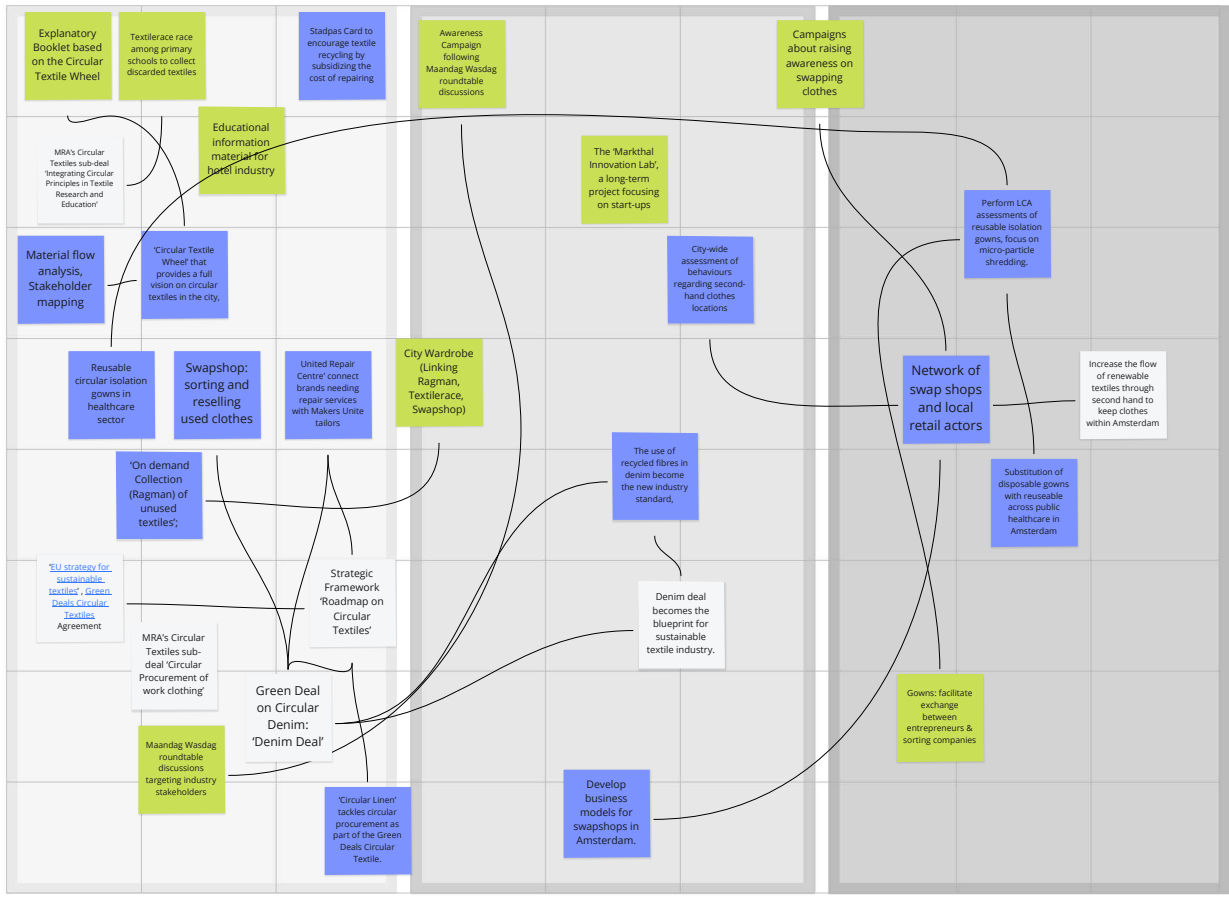 Explanatory
Booklet based
on the Circular
Textile Wheel
Textilerace race
among primary
schools to collect
discarded textiles
Stadpas Card to
encourage textile
recycling by
subsidizing the
cost of repairing
Awareness
Campaign
following
Maandag Wasdag
roundtable
discussions
Campaigns
about raising
awareness on
swapping
clothes
Educational
information
material for
hotel industry
MRA's Circular
Textiles sub-deal
'Integrating Circular
Principles in Textile
Research and
Education'
The 'Markthal
Innovation Lab',
a long-term
project focusing
on start-ups
Perform LCA
assessments of
reusable isolation
gowns, focus on
micro-particle
shredding.
Material flow
analysis,
Stakeholder
mapping
'Circular Textile
Wheel' that
provides a full
vision on circular
textiles in the city,
City-wide
assessment of
behaviours
regarding second-
hand clothes
locations
Reusable
circular isolation
gowns in
healthcare
sector
Swapshop:
sorting and
reselling
used clothes
United Repair
Centre' connect
brands needing
repair services
with Makers Unite
tailors
City Wardrobe
(Linking
Ragman,
Textilerace,
Swapshop)
Network of
swap shops
and local
retail actors
Increase the flow
of renewable
textiles through
second hand to
keep clothes
within Amsterdam
'On demand
Collection
(Ragman) of
unused
textiles';
The use of
recycled fibres in
denim become
the new industry
standard,
Substitution of
disposable gowns
with reuseable
across public
healthcare in
Amsterdam
'EU strategy for
sustainable
textiles' , Green
Deals Circular
Textiles
Agreement
Strategic
Framework
'Roadmap on
Circular
Textiles'
Denim deal
becomes the
blueprint for
sustainable
textile industry.
MRA's Circular
Textiles sub-
deal 'Circular
Procurement of
work clothing'
Green Deal
on Circular
Denim:
'Denim Deal'
Gowns: facilitate
exchange
between
entrepreneurs &
sorting companies
Maandag Wasdag
roundtable
discussions
targeting industry
stakeholders
'Circular Linen'
tackles circular
procurement as
part of the Green
Deals Circular
Textile.
Develop
business
models for
swapshops in
Amsterdam.